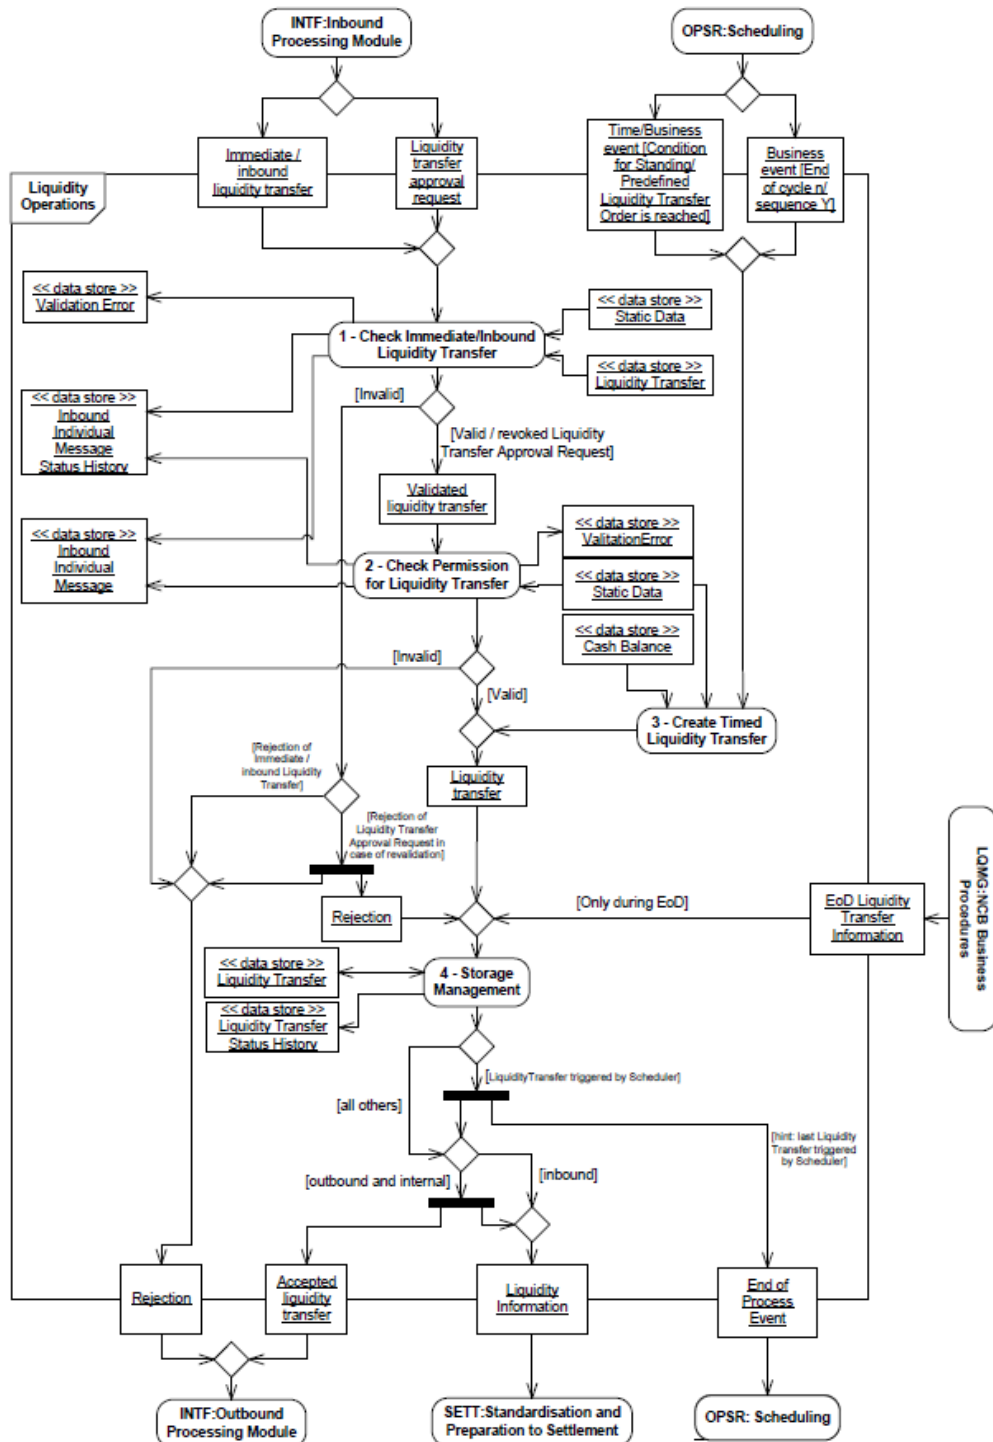 INTF:Inbound
Processing Module
OPSR:Scheduling
Immediate /
inbound
liquidity transfer
Liquidity
transfer
approval
request
Time/Business
event [Condition
for Standing/
Predefined
Liquidity Transfer
Order is reached]
Business
event [End
of cycle n/
sequence Y]
Liquidity
Operations
<< data store >>
Validation Error
<< data store >>
Static Data
1 - Check Immediate/Inbound
Liquidity Transfer
<< data store >>
Liquidity Transfer
[Invalid]
<< data store >>
Inbound
Individual
Message
Status History
[Valid / revoked Liquidity
Transfer Approval Request]
Validated
liquidity transfer
<< data store >>
ValitationError
<< data store >>
Inbound
Individual
Message
2 - Check Permission
for Liquidity Transfer
<< data store >>
Static Data
<< data store >>
Cash Balance
[Invalid]
[Valid]
3 - Create Timed
Liquidity Transfer
[Rejection of
Immediate /
inbound Liquidity
Transfer]
Liquidity
transfer
[Rejection of
Liquidity Transfer
Approval Request in
case of revalidation]
LQMG:NCB Business
Procedures
Rejection
[Only during EoD]
EoD Liquidity
Transfer
Information
<< data store >>
Liquidity Transfer
4 - Storage
Management
<< data store >>
Liquidity Transfer
Status History
[LiquidityTransfer triggered by Scheduler]
[all others]
[hint: last Liquidity
Transfer triggered
by Scheduler]
[outbound and internal]
[inbound]
Rejection
Accepted
liquidity
transfer
Liquidity
Information
End of
Process
Event
INTF:Outbound
Processing Module
SETT:Standardisation and
Preparation to Settlement
OPSR: Scheduling